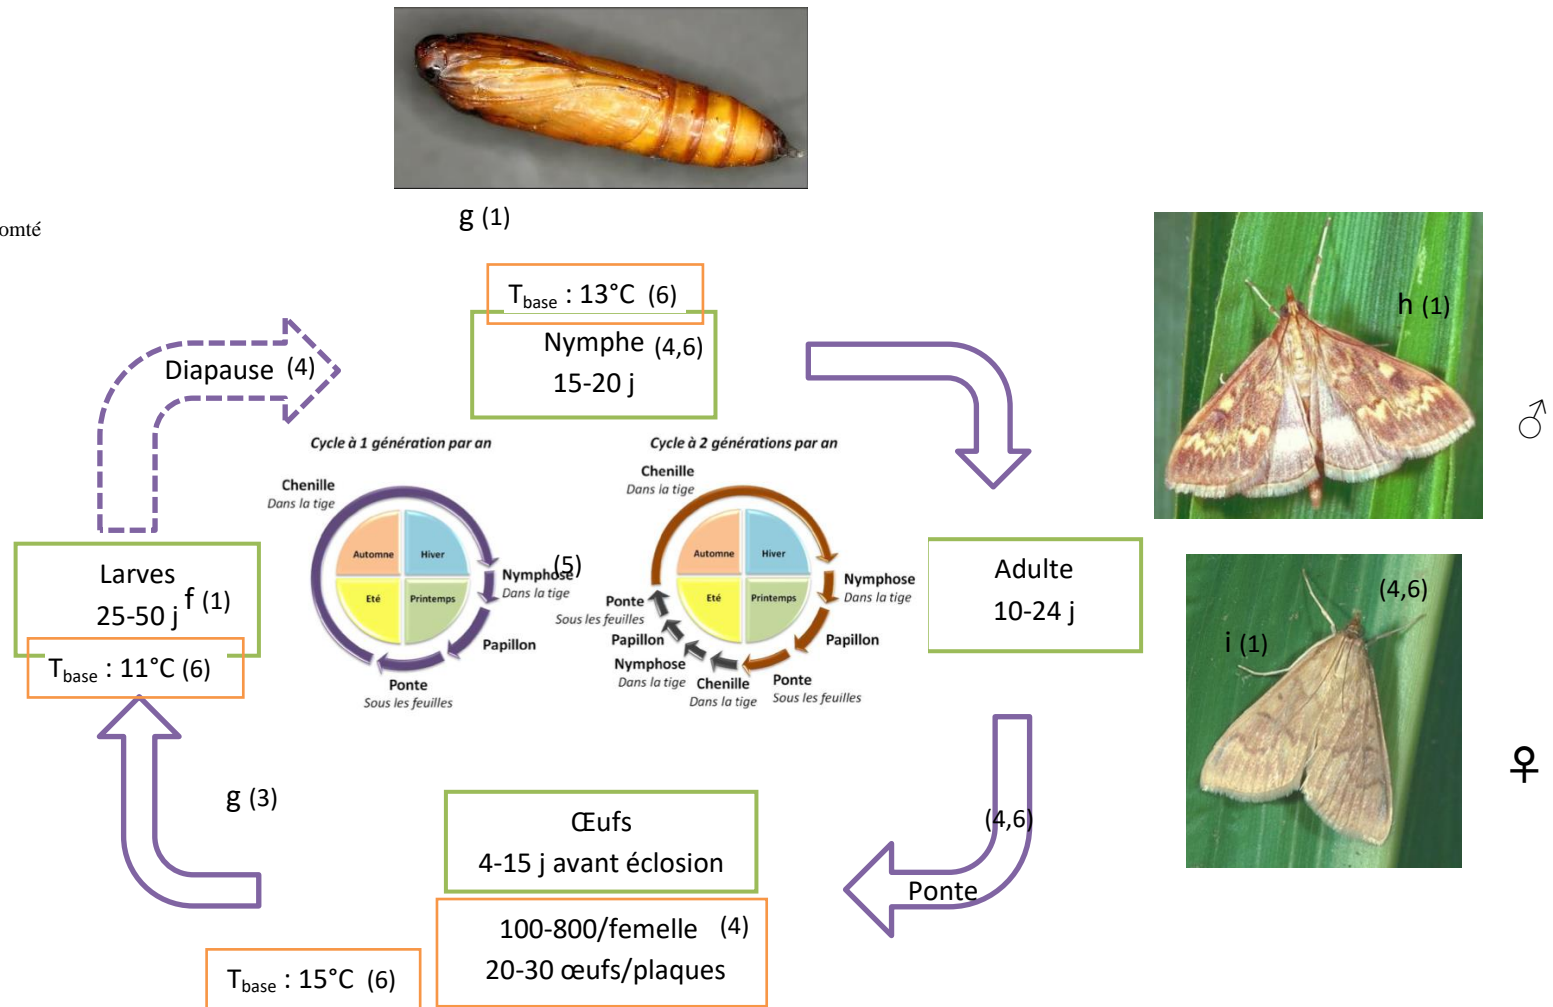 g (1)
omté
h (1)
T base : 13°C (6)
Nymphe (4,6)
15-20 j
Diapause (4)
♂
Cycle à 1 génération par an
Chenille
Dans la tige
Automne
Hiver
Eté
Printemps
Nymphose
Dans la tige
Papillon
Ponte
Sous les feuilles
(5)
Cycle à 2 générations par an
Chenille
Dans la tige
Automne
Hiver
Eté
Printemps
Nymphose
Dans la tige
Papillon
Ponte
Sous les feuilles
Chenille
Dans la tige
Nymphose
Dans la tige
Papillon
Ponte
Sous les feuilles
Larves
25-50 j f (1)
T base : 11°C (6)
Adulte
10-24 j
(4,6)
i (1)
♀
g (3)
Œufs
4-15 j avant éclosion
(4,6)
Ponte
100-800/femelle (4)
20-30 œufs/plaques
T base : 15°C (6)